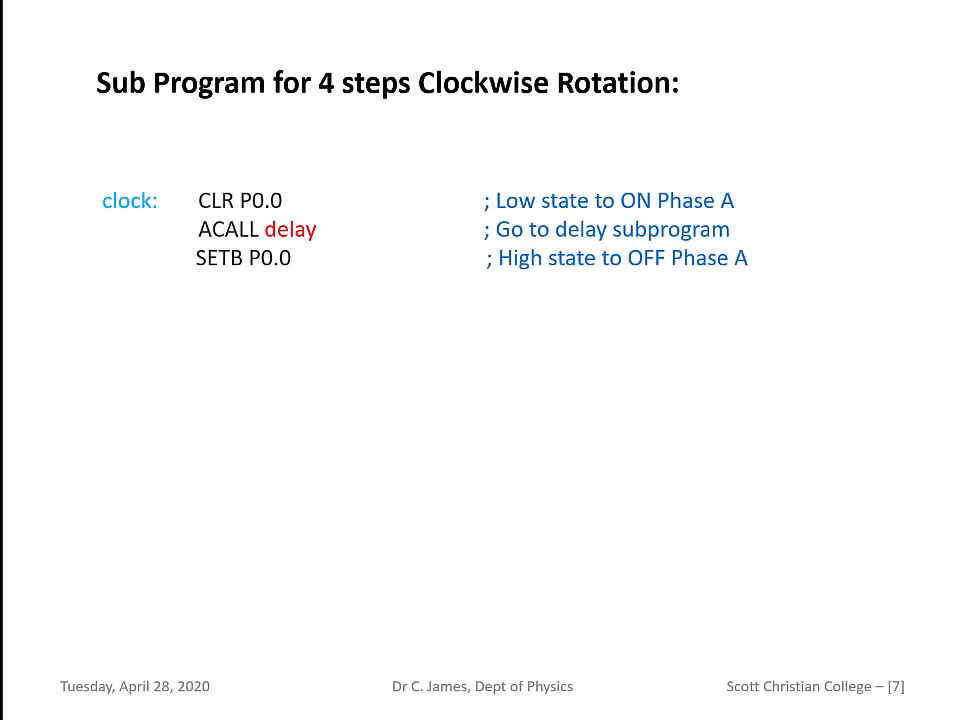 Sub Program for 4 steps Clockwise Rotation:
clock: CLR P0.0 ; Low state to ON Phase A
ACALL delay ; Go to delay subprogram
SETB P0.0 ; High state to OFF Phase A
Tuesday, April 28, 2020 Dr C. James, Dept of Physics Scott Christian College – [7]